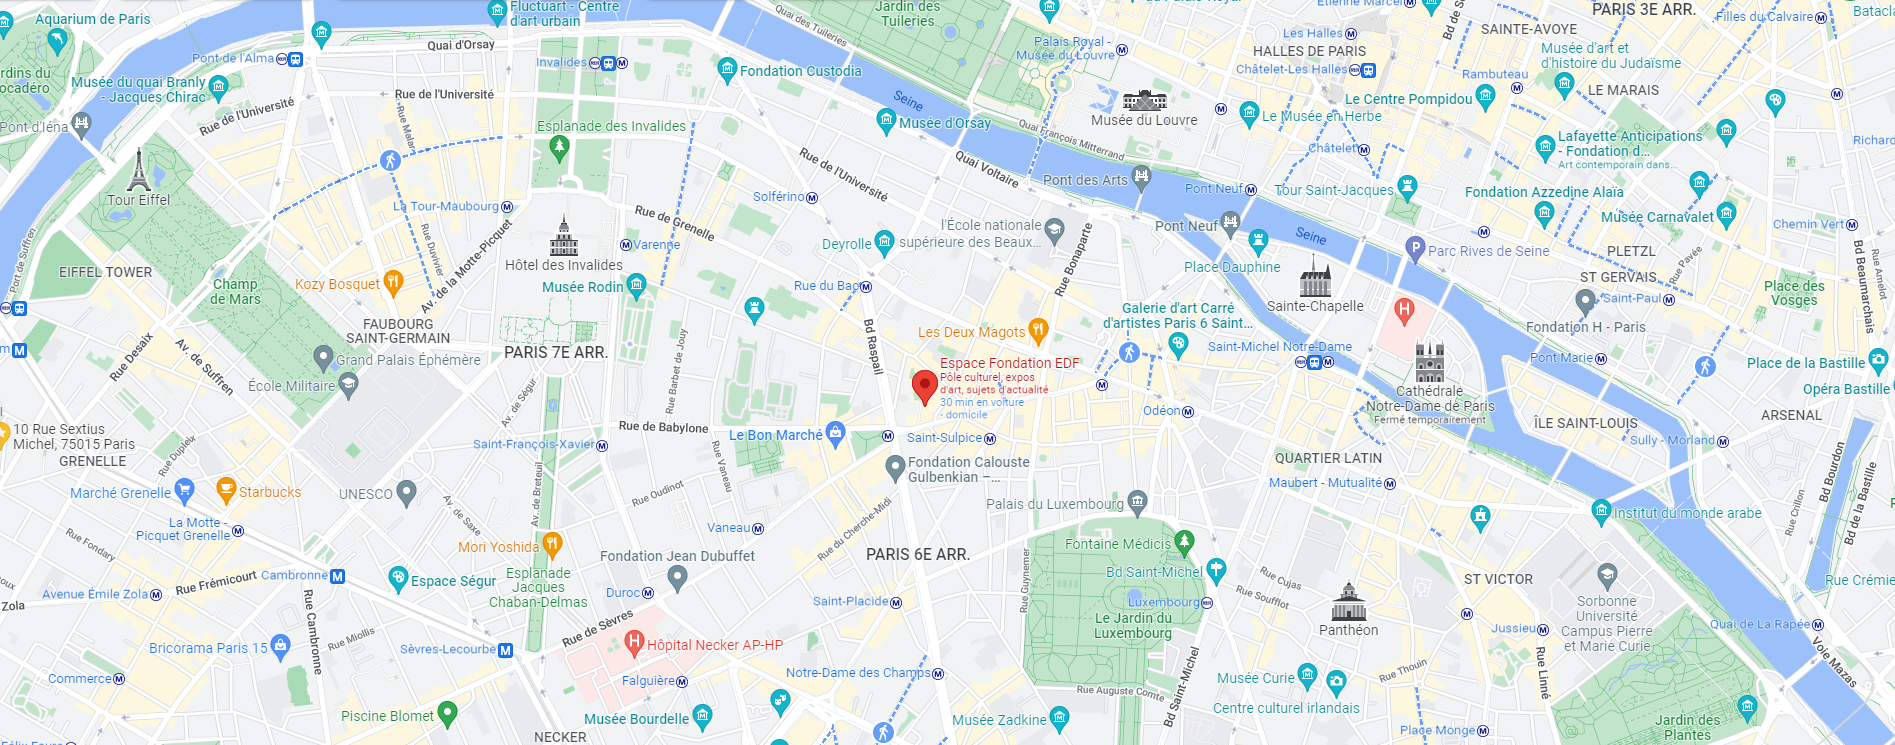 Aquarium de Paris
Fluctuart - Centre
d'art urbain
Jardin des
Tuileries
Palais Royal -
Musée du Louvre
Étienne Marcel
PARIS 3E ARR.
Filles du Calvaire
SAINTE-AVOYE
Les Halles
HALLES DE PARIS
Châtelet-Les Halles
Musée d'art et
d'histoire du Judaïsme
Rambuteau
LE MARAIS
Quai des Tuileries
Quai d'Orsay
Pont-de l'Alma
Invalides
Fondation Custodia
Musée du quai Branly
- Jacques Chirac
Rue de l'Université
Rue de l'Université
Rue Malar
Pont d'Iéna
Esplanade des Invalides
Seine
Musée d'Orsay
Quai François Mitterrand
Musée du Louvre
Le Musée en Herbe
Le Centre Pompidou
Lafayette Anticipations
- Fondation d...
Art contemporain dans...
Châtelet
Rue de l'Université
Quai Voltaire
Pont des Arts
Pont Neuf
Tour Saint-Jacques
Fondation Azzedine Alaïa
Musée Carnavalet
Chemin Vert
Tour Eiffel
La Tour-Maubourg
Solférino
Rue de Grenelle
Varenne
Deyrolle
l'École nationale
supérieure des Beaux...
Rue Bonaparte
Pont Neuf
Seine
Parc Rives de Seine
PLETZL
ST GERVAIS
Rue Pavée
Bd Beaumarchais
Rue Amelot
Port de Suffren
EIFFEL TOWER
Champ
de Mars
Kozy Bosquet
Rue Duvivier
Av. de la Motte-Picquet
Hôtel des Invalides
Musée Rodin
Rue du Bac
Place Dauphine
Sainte-Chapelle
Saint-Paul
Place des
Vosges
Galerie d'art Carré
d'artistes Paris 6 Saint...
Fondation H - Paris
FAUBOURG
SAINT-GERMAIN
Les Deux Magots
Saint-Michel Notre-Dame
Pont Marie
Place de la Bastille
Opéra Bastille
Rue Desaix
Av. de Suffren
Grand Palais Éphémère
École Militaire
PARIS 7E ARR.
Rue Barbet de Jouy
Bd Raspail
Espace Fondation EDF
Pôle culturel, expos
d'art, sujets d'actualité
30 min en voiture
- domicile
Cathédrale
Notre-Dame de Paris
Fermé temporairement
ÎLE SAINT-LOUIS
ARSENAL
Av. de Ségur
10 Rue Sextius
Michel, 75015 Paris
GRENELLE
Rue Dupleix
Rue de Babylone
Le Bon Marché
Saint-Sulpice
Odéon
Sully - Morland
Saint-François-Xavier
Rue Vaneau
Fondation Calouste
Gulbenkian –...
QUARTIER LATIN
Maubert - Mutualité
Bd Bourdon
Bd de la Bastille
Rue Crillon
Marché Grenelle
Starbucks
UNESCO
Av. de Saxe
Av. de Breteuil
Rue Oudinot
Rue du Cherche-Midi
Palais du Luxembourg
Institut du monde arabe
La Motte -
Picquet Grenelle
Vaneau
Rue Fondary
Mori Yoshida
Fondation Jean Dubuffet
PARIS 6E ARR.
Fontaine Médicis
Bd Saint-Michel
Rue Cujas
Rue Soufflot
ST VICTOR
Rue Frémicourt
Cambronne
Espace Ségur
Esplanade
Jacques
Chaban-Delmas
Avenue Émile Zola
Zola
Duroc
Saint-Placide
Rue Guynemer
Luxembourg
Le Jardin du
Luxembourg
Panthéon
Jussieu
Sorbonne
Université
Campus Pierre
et Marie Curie
Quai de La Rapée
Voie Mazas
Rue Cambronne
Rue Miollis
Bricorama Paris 15
Sèvres-Lecourbe
Rue de Sèvres
Hôpital Necker AP-HP
Falguière
Notre-Dame des Champs
Commerce
Rue Auguste Comte
Bd Saint-Michel
Musée Curie
Centre culturel irlandais
Rue Thouin
Rue Linné
Piscine Blomet
NECKER
Musée Bourdelle
Musée Zadkine
Place Monge
Jardin des
Plantes